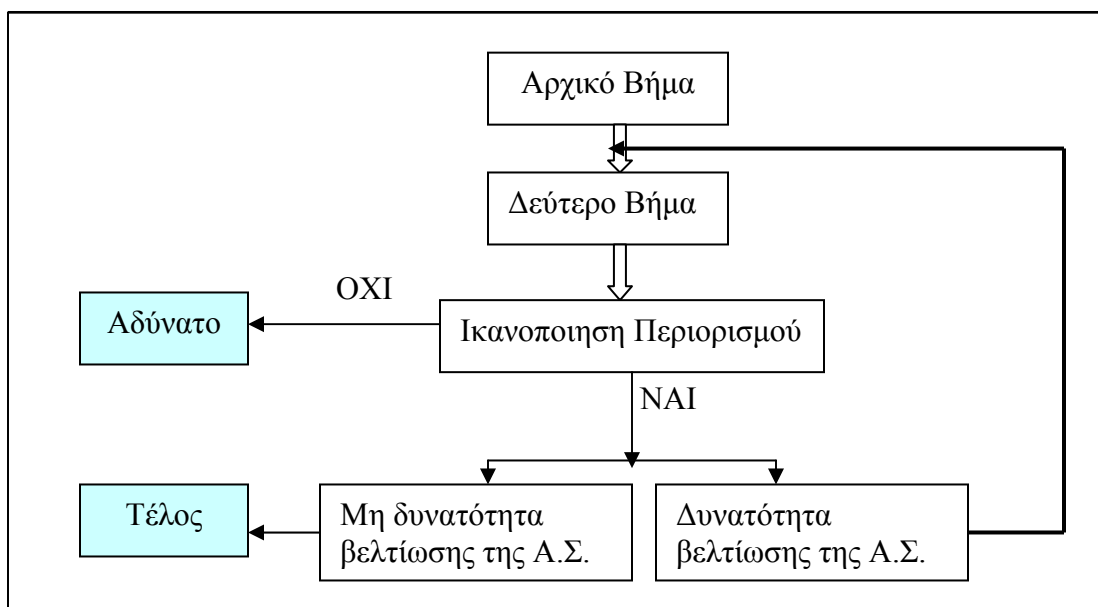 Αρχικό Βήμα
Δεύτερο Βήμα
ΟΧΙ
Αδύνατο
Ικανοποιηση Περιορισμού
ΝΑΙ
Τέλος
Μη δυνατότητα
βελτίωσης της Α.Σ.
Δυνατότητα
βελτίωσης της Α.Σ.